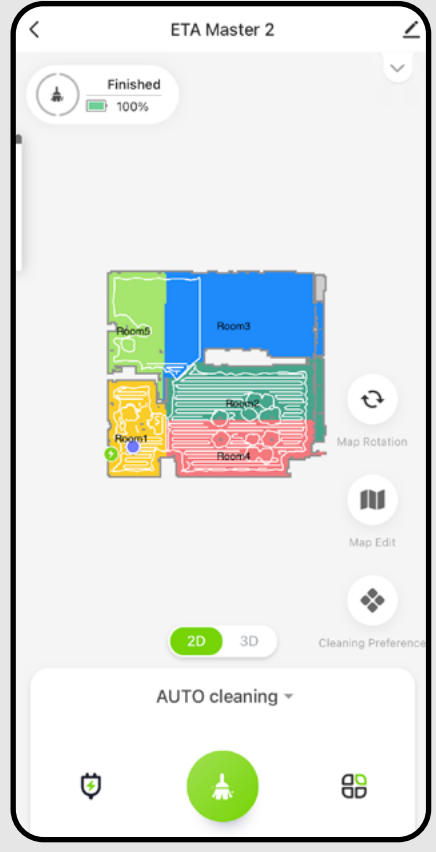 ETA Master 2
Finished
100%
Room5
Room3
Room2
Room1
Room4
Map Rotation
Map Edit
Cleaning Preference
2D 3D
AUTO cleaning